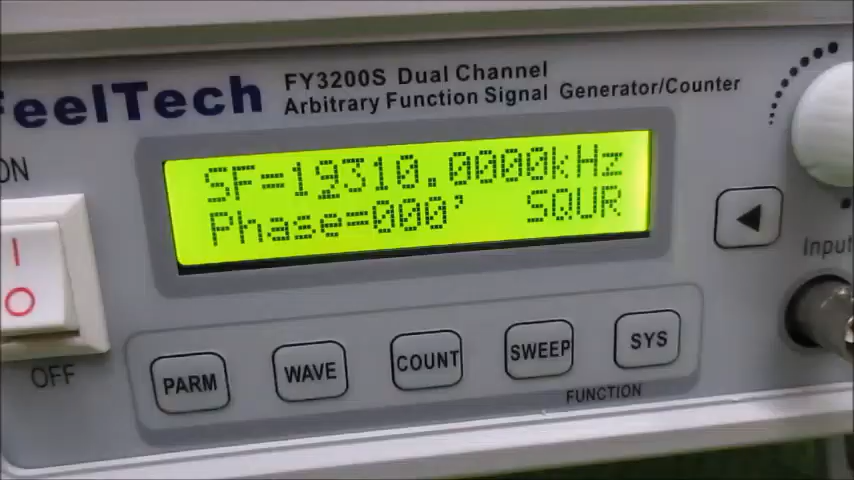 FeelTech
FY3200S Dual Channel
Arbitrary Function Signal Generator/Counter
ON
SF=19310.0000kHz
Phase=000' SQUR
Input
OFF
PARM
WAVE
COUNT
SWEEP
SYS
FUNCTION